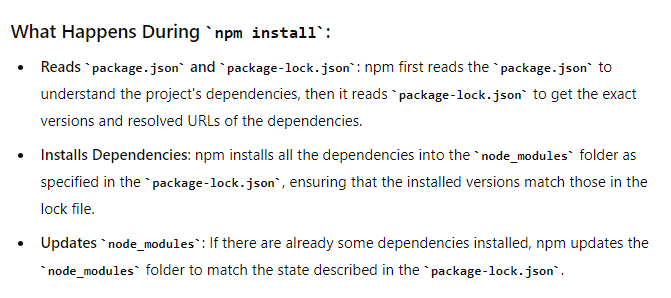 What Happens During `npm install`:
• Reads `package.json` and `package-lock.json`: npm first reads the `package.json` to
understand the project's dependencies, then it reads `package-lock.json` to get the exact
versions and resolved URLs of the dependencies.
• Installs Dependencies: npm installs all the dependencies into the `node_modules` folder as
specified in the `package-lock.json`, ensuring that the installed versions match those in the
lock file.
• Updates `node_modules`: If there are already some dependencies installed, npm updates the
`node_modules` folder to match the state described in the `package-lock.json`.